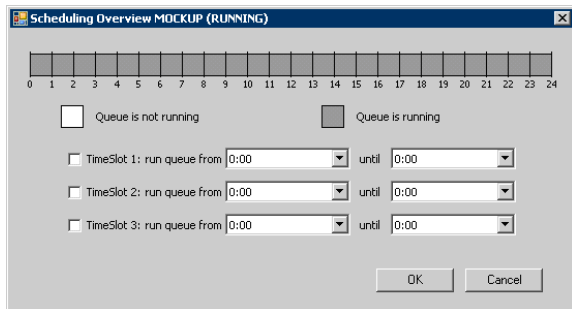 Scheduling Overview MOCKUP (RUNNING)
0 1 2 3 4 5 6 7 8 9 10 11 12 13 14 15 16 17 18 19 20 21 22 23 24
Queue is not running Queue is running
TimeSlot 1: run queue from 0:00 until 0:00
TimeSlot 2: run queue from 0:00 until 0:00
TimeSlot 3: run queue from 0:00 until 0:00
OK Cancel